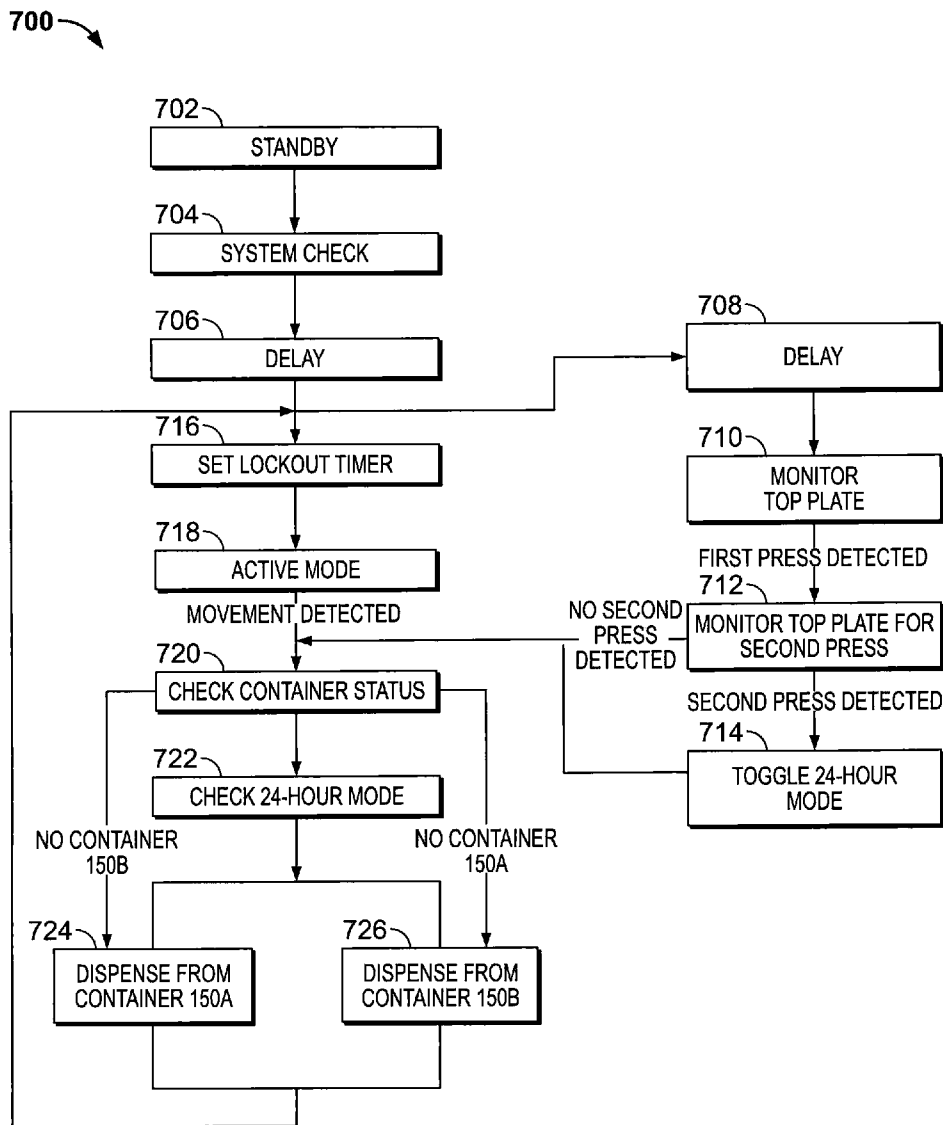 700
702
STANDBY
704
SYSTEM CHECK
706
DELAY
708
DELAY
716
SET LOCKOUT TIMER
710
MONITOR
TOP PLATE
718
ACTIVE MODE
MOVEMENT DETECTED
FIRST PRESS DETECTED
712
MONITOR TOP PLATE FOR
SECOND PRESS
NO SECOND
PRESS
DETECTED
SECOND PRESS DETECTED
714
TOGGLE 24-HOUR
MODE
720
CHECK CONTAINER STATUS
722
CHECK 24-HOUR MODE
NO CONTAINER
150B
NO CONTAINER
150A
724
DISPENSE FROM
CONTAINER 150A
726
DISPENSE FROM
CONTAINER 150B